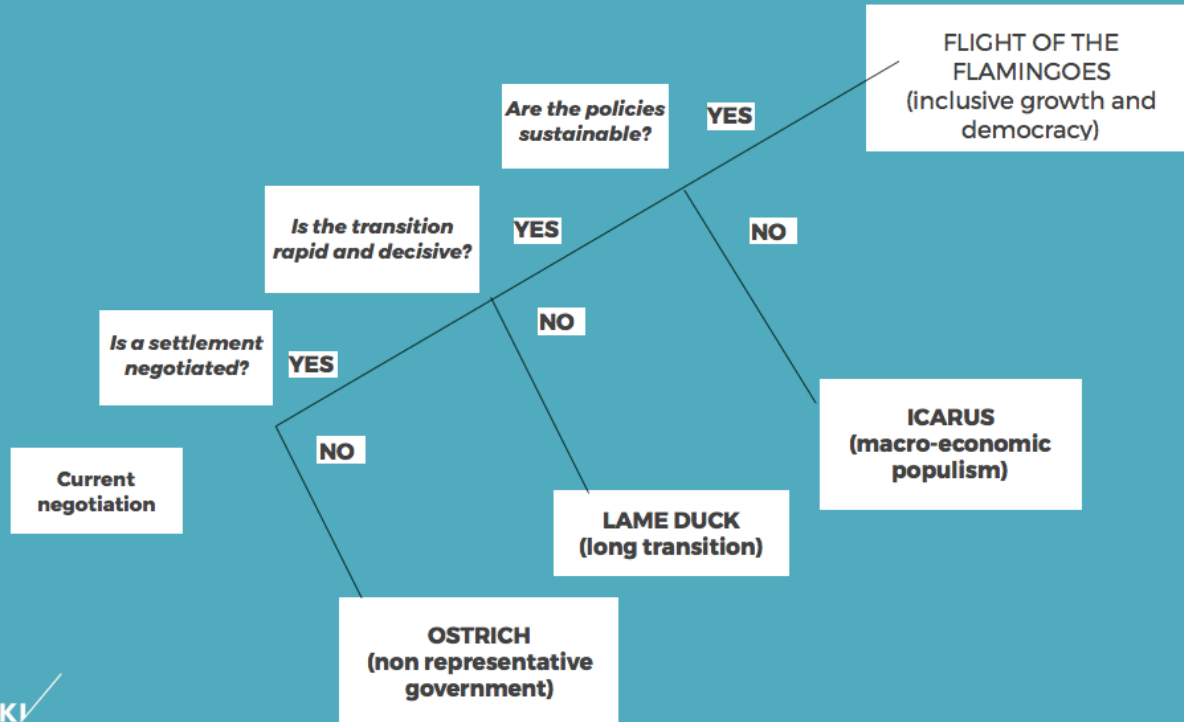 FLIGHT OF THE
FLAMINGOES
(inclusive growth and
democracy)
Are the policies
sustainable?
YES
NO
Is the transition
rapid and decisive?
YES
NO
Is a settlement
negotiated?
YES
NO
Current
negotiation
ICARUS
(macro-economic
populism)
LAME DUCK
(long transition)
OSTRICH
(non representative
government)